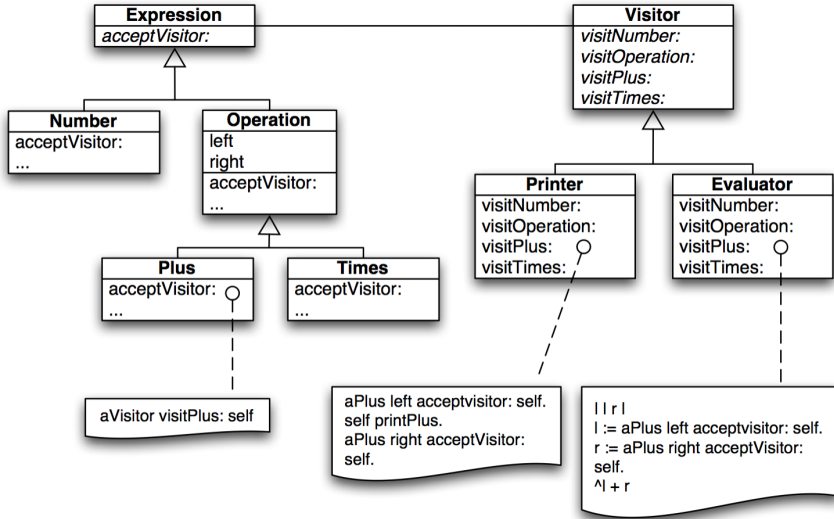 Expression
acceptVisitor:
Visitor
visitNumber:
visitOperation:
visitPlus:
visitTimes:
Number
acceptVisitor:
...
Operation
left
right
acceptVisitor:
...
Printer
visitNumber:
visitOperation:
visitPlus:
visitTimes:
Evaluator
visitNumber:
visitOperation:
visitPlus:
visitTimes:
Plus
acceptVisitor:
...
Times
acceptVisitor:
...
aVisitor visitPlus: self
aPlus left acceptvisitor: self.
self printPlus.
aPlus right acceptVisitor:
self.
| l r |
l := aPlus left acceptvisitor: self.
r := aPlus right acceptVisitor:
self.
^l + r